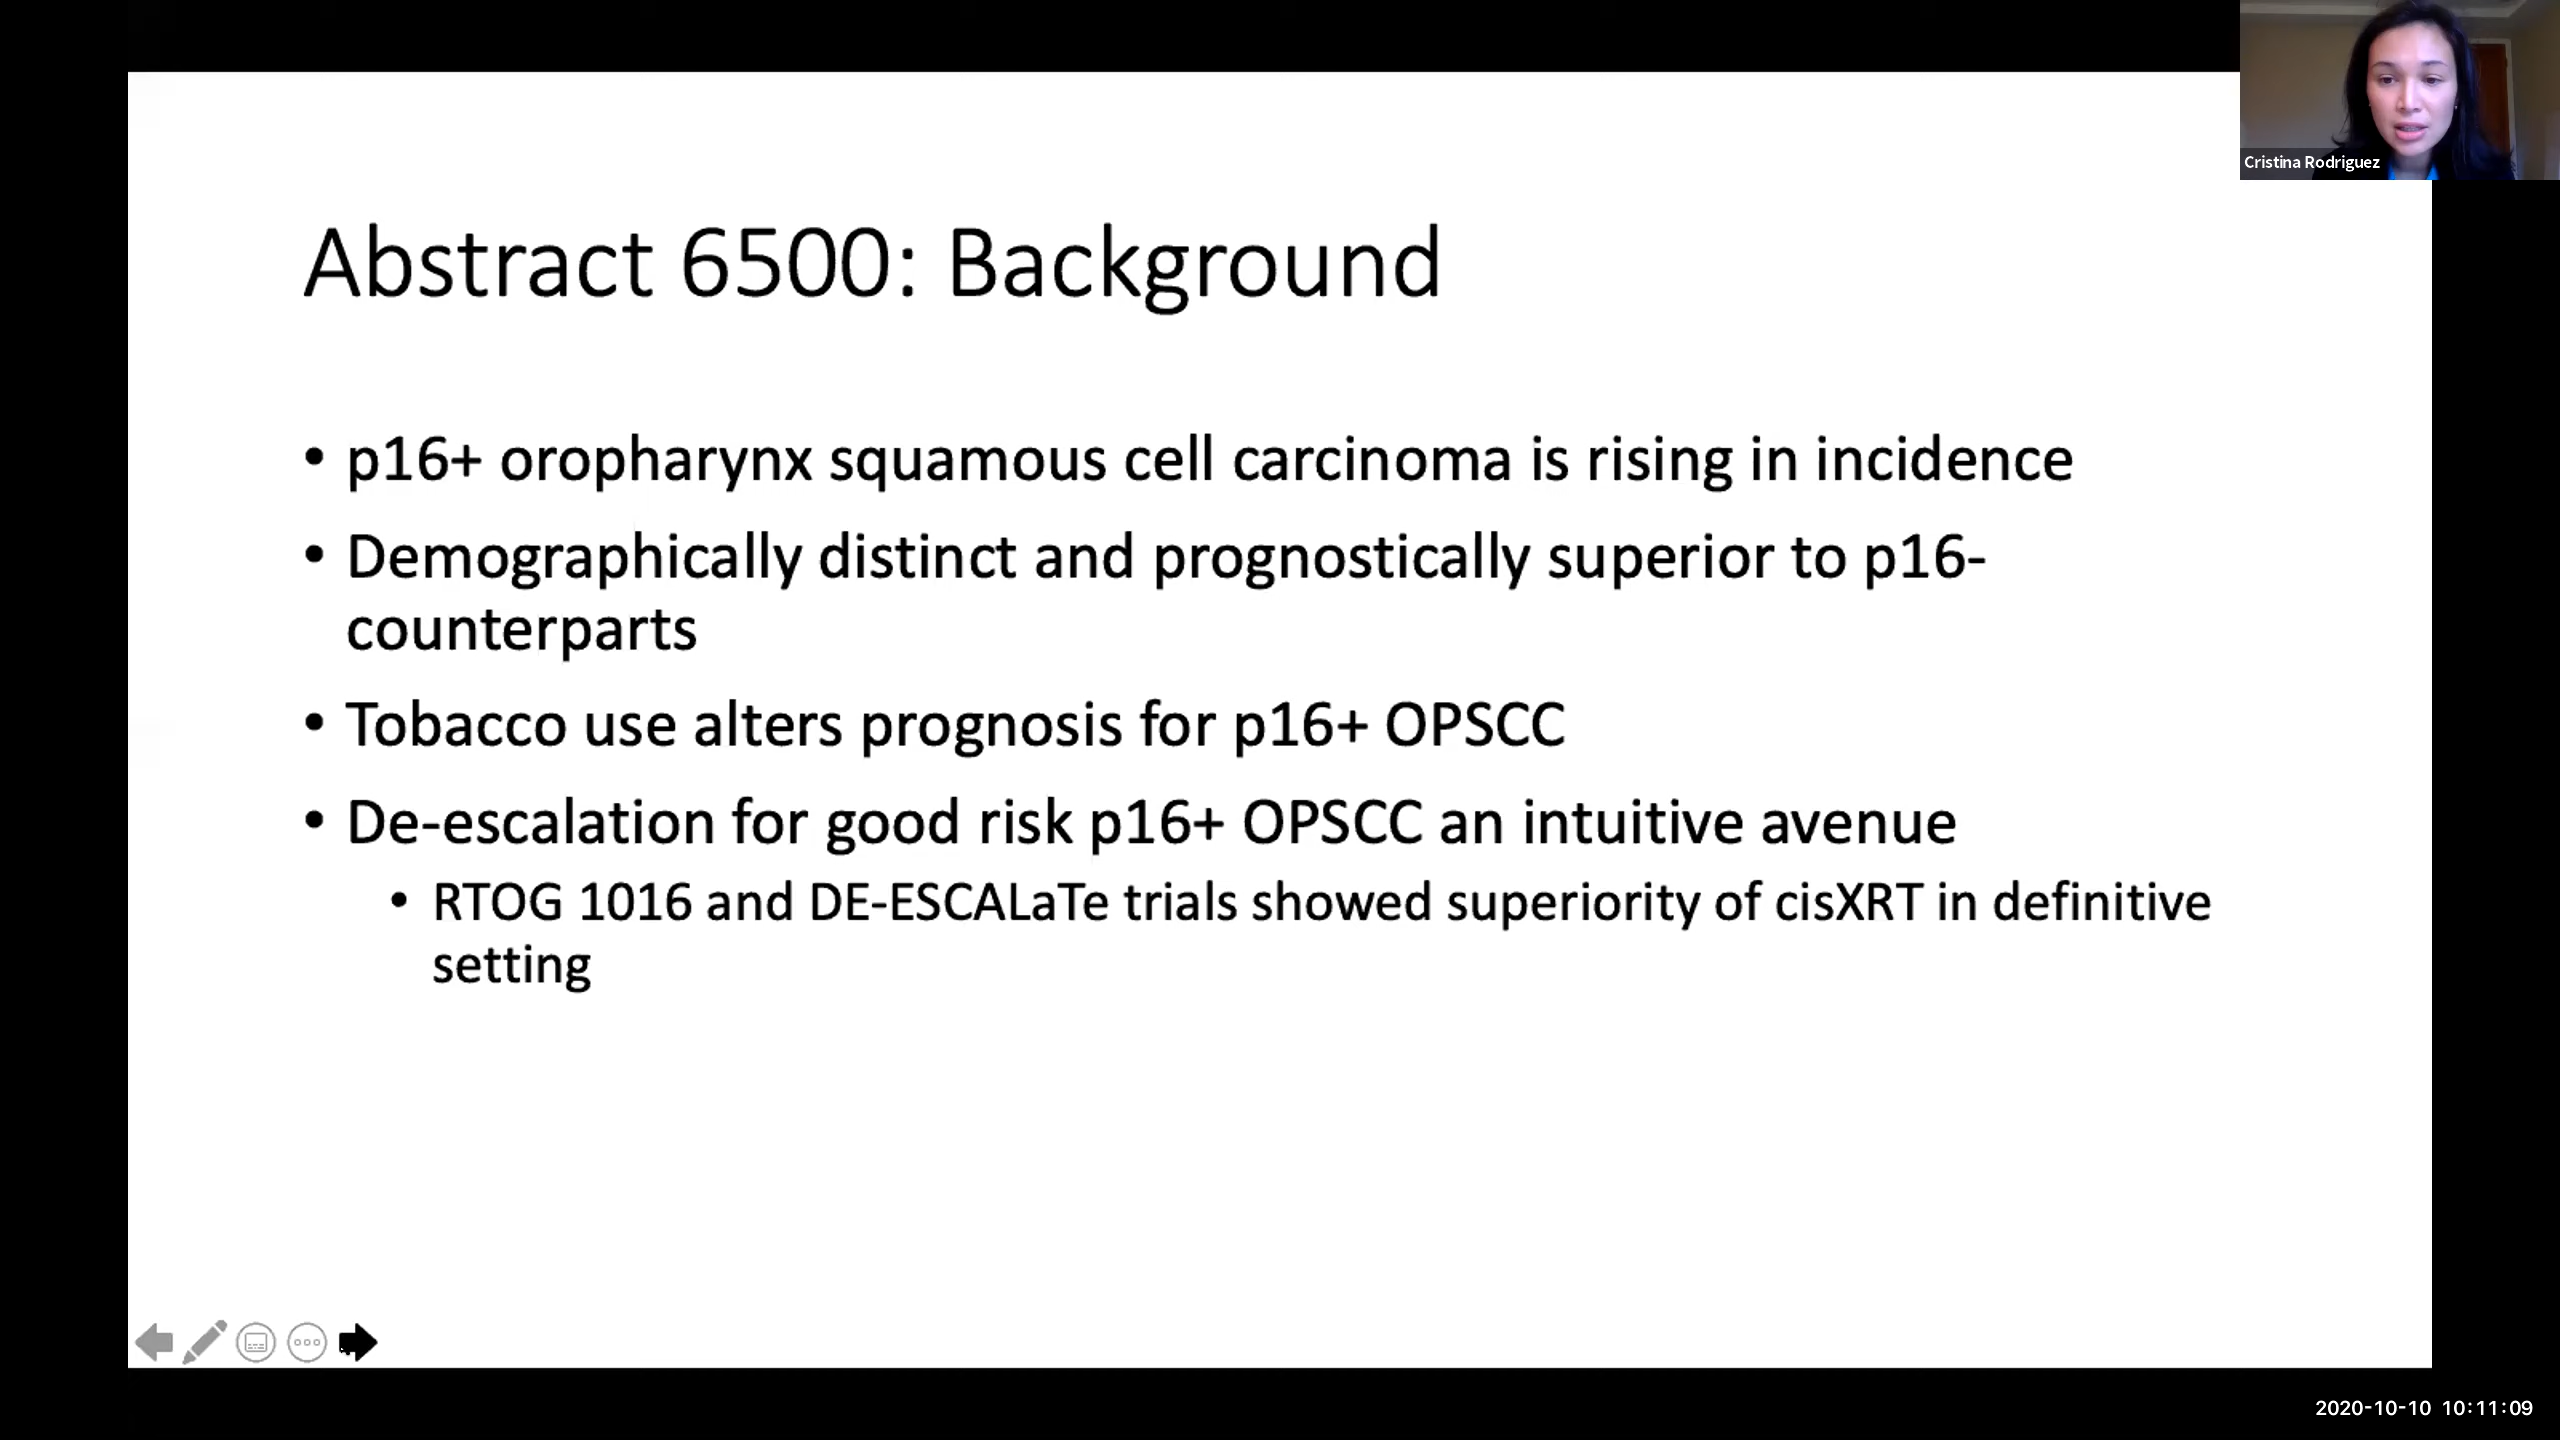 Cristina Rodriguez
Abstract 6500: Background
• p16+ oropharynx squamous cell carcinoma is rising in incidence
• Demographically distinct and prognostically superior to p16-
counterparts
• Tobacco use alters prognosis for p16+ OPSCC
• De-escalation for good risk p16+ OPSCC an intuitive avenue
• RTOG 1016 and DE-ESCALaTe trials showed superiority of cisXRT in definitive
setting
2020-10-10 10:11:09